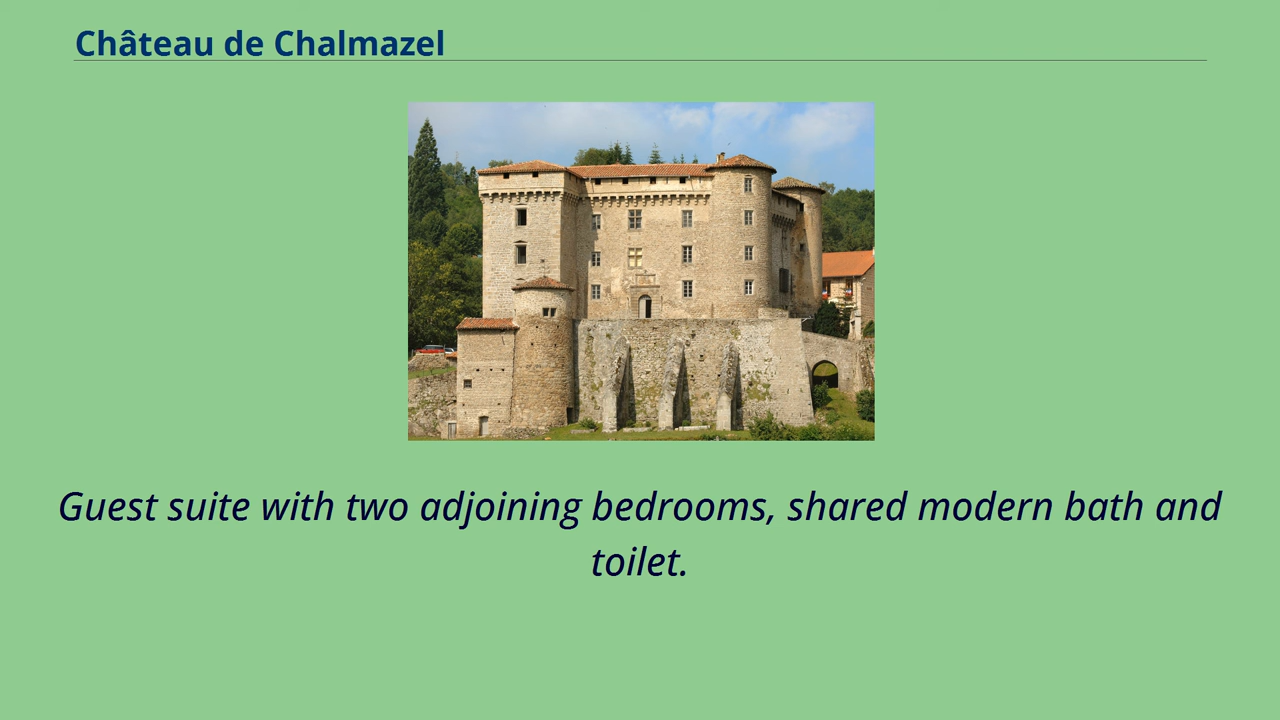 Château de Chalmazel
Guest suite with two adjoining bedrooms, shared modern bath and
toilet.